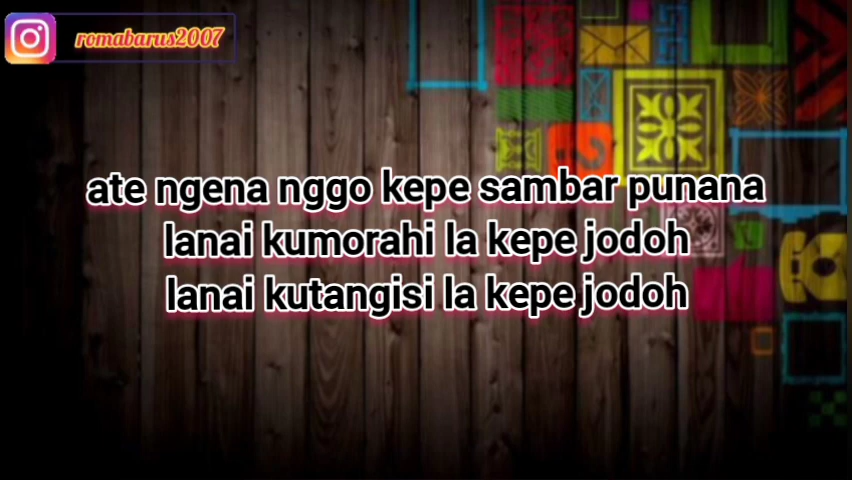 romabarus2007
ate ngena nggo kepe sambar punana
lanai kumorahi la kepe jodoh
lanai kutangisi la kepe jodoh